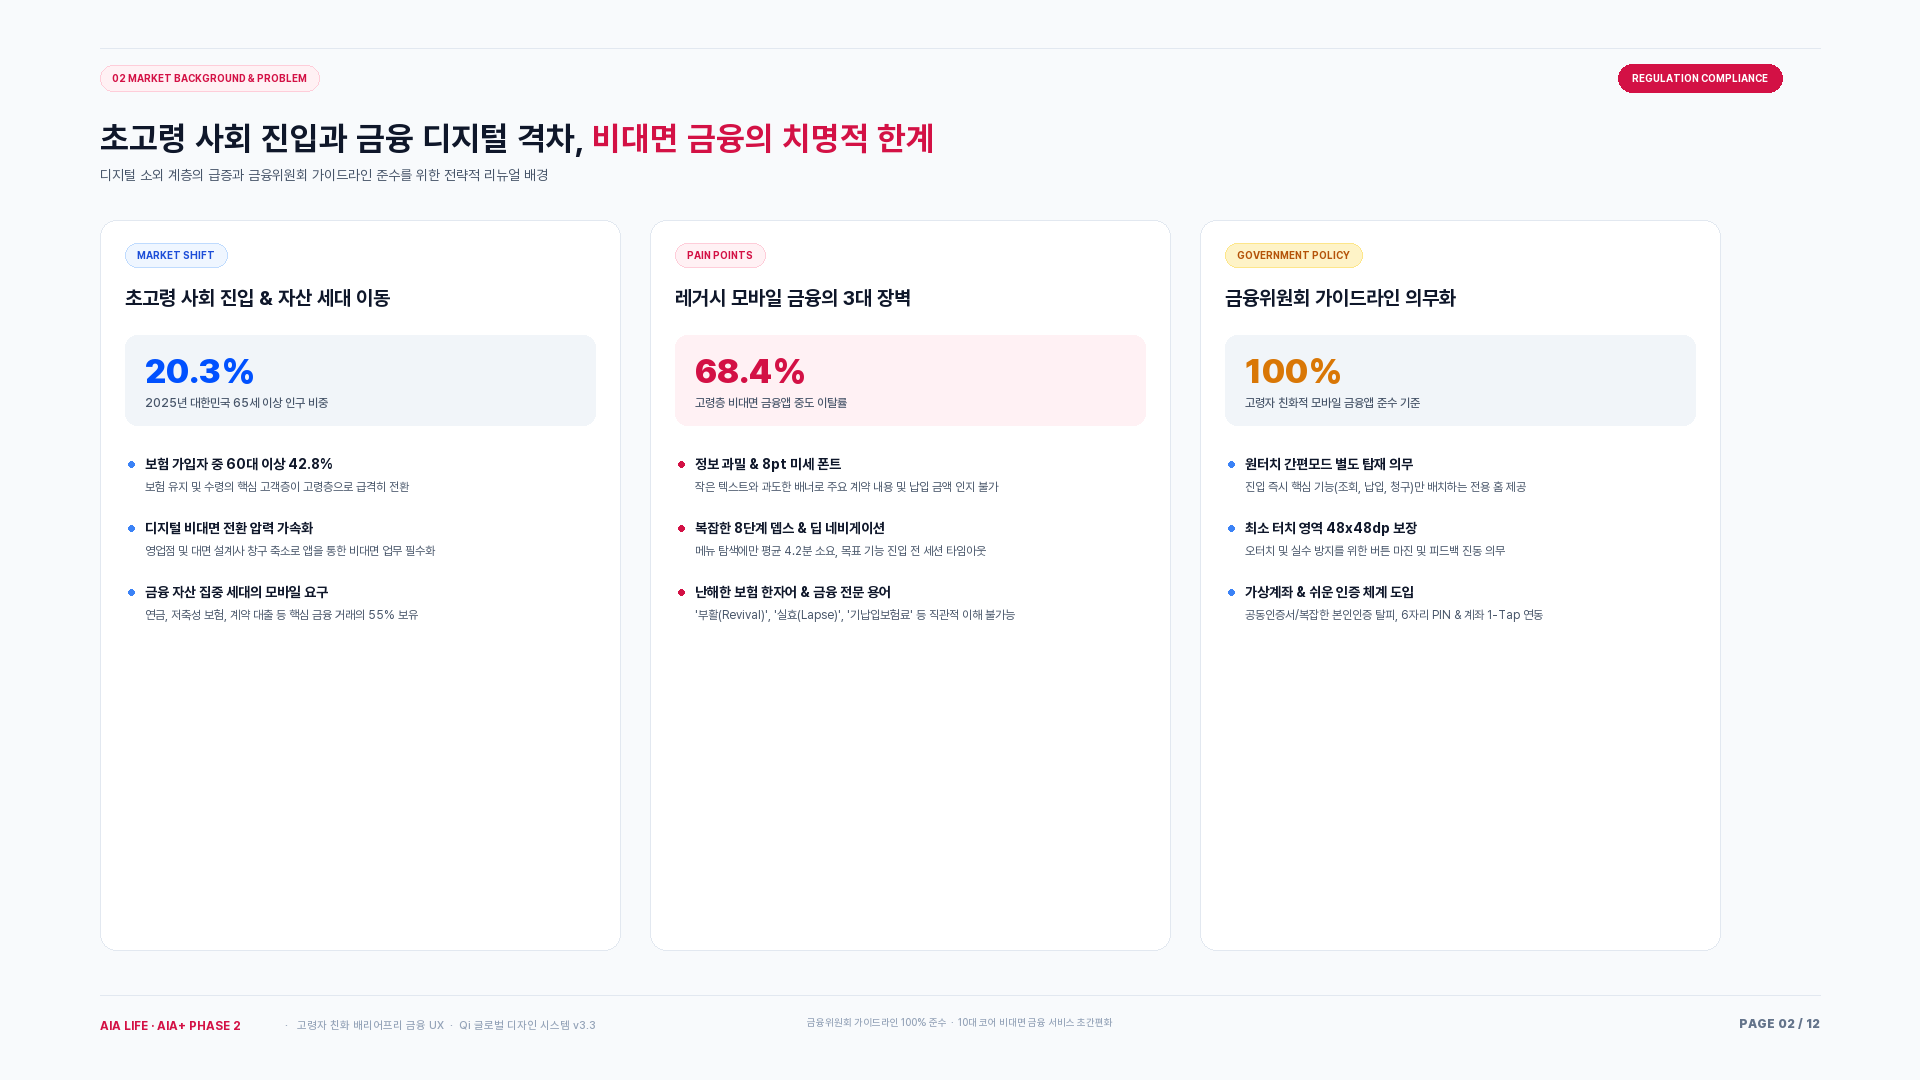 02 MARKET BACKGROUND & PROBLEM
REGULATION COMPLIANCE
초고령 사회 진입과 금융 디지털 격차, 비대면 금융의 치명적 한계
디지털 소외 계층의 급증과 금융위원회 가이드라인 준수를 위한 전략적 리뉴얼 배경
MARKET SHIFT
초고령 사회 진입 & 자산 세대 이동
20.3%
2025년 대한민국 65세 이상 인구 비중
보험 가입자 중 60대 이상 42.8%
보험 유지 및 수령의 핵심 고객층이 고령층으로 급격히 전환
디지털 비대면 전환 압력 가속화
영업점 및 대면 설계사 창구 축소로 앱을 통한 비대면 업무 필수화
금융 자산 집중 세대의 모바일 요구
연금, 저축성 보험, 계약 대출 등 핵심 금융 거래의 55% 보유
PAIN POINTS
레거시 모바일 금융의 3대 장벽
68.4%
고령층 비대면 금융앱 중도 이탈률
정보 과밀 & 8pt 미세 폰트
작은 텍스트와 과도한 배너로 주요 계약 내용 및 납입 금액 인지 불가
복잡한 8단계 뎁스 & 딥 네비게이션
메뉴 탐색에만 평균 4.2분 소요, 목표 기능 진입 전 세션 타임아웃
난해한 보험 한자어 & 금융 전문 용어
'부활(Revival)', '실효(Lapse)', '기납입보험료' 등 직관적 이해 불가능
GOVERNMENT POLICY
금융위원회 가이드라인 의무화
100%
고령자 친화적 모바일 금융앱 준수 기준
원터치 간편모드 별도 탑재 의무
진입 즉시 핵심 기능(조회, 납입, 청구)만 배치하는 전용 홈 제공
최소 터치 영역 48x48dp 보장
오터치 및 실수 방지를 위한 버튼 마진 및 피드백 진동 의무
가상계좌 & 쉬운 인증 체계 도입
공동인증서/복잡한 본인인증 탈피, 6자리 PIN & 계좌 1-Tap 연동
AIA LIFE · AIA+ PHASE 2 · 고령자 친화 배리어프리 금융 UX · Qi 글로벌 디자인 시스템 v3.3
금융위원회 가이드라인 100% 준수 · 10대 코어 비대면 금융 서비스 초간편화
PAGE 02 / 12